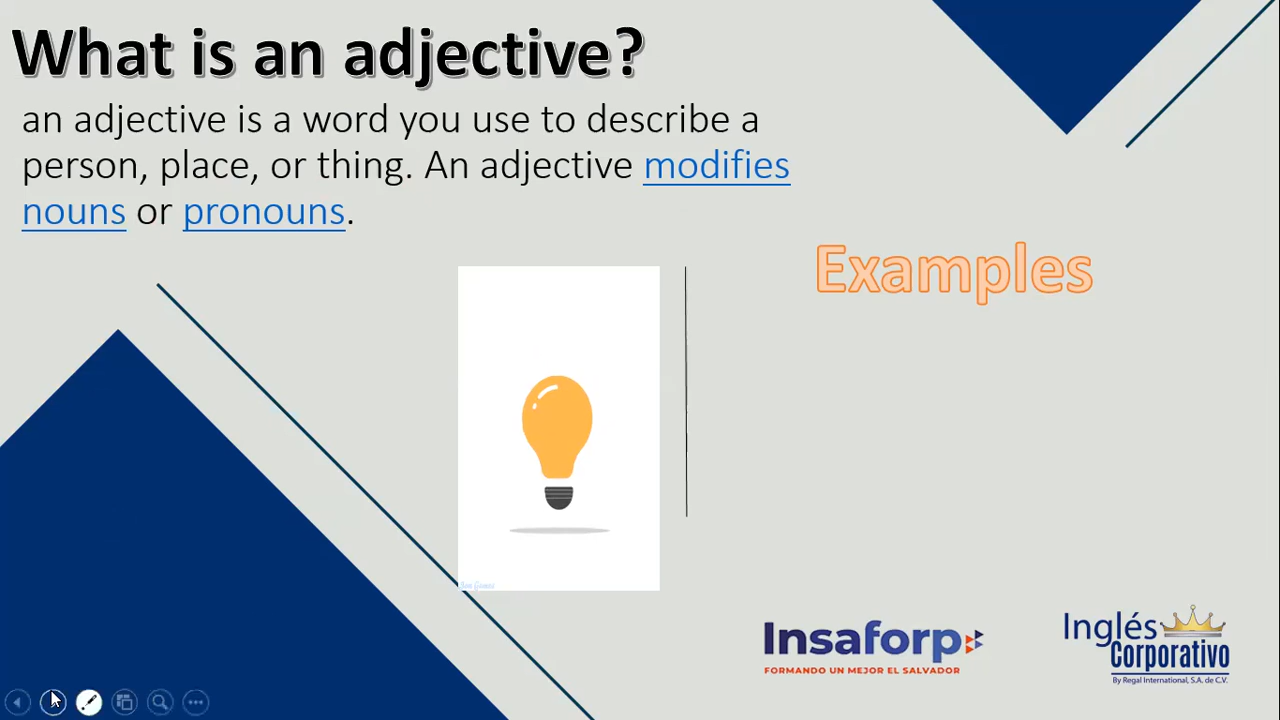 What is an adjective?
an adjective is a word you use to describe a
person, place, or thing. An adjective modifies
nouns or pronouns.
Examples
Insaforp
FORMANDO UN MEJOR EL SALVADOR
Inglés
Corporativo
By Regal International, S.A. de C.V.